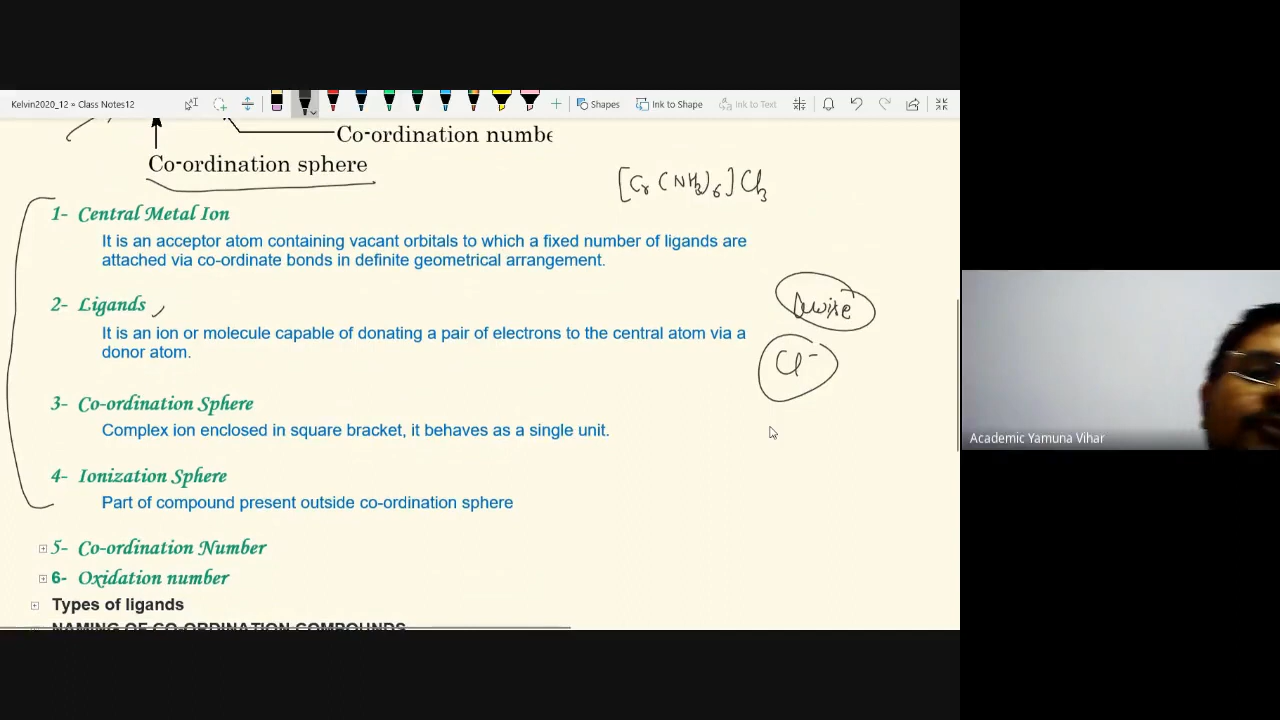 Kelvin2020_12 » Class Notes12
Shapes
Ink to Shape
Ink to Text
Co-ordination numbe
Co-ordination sphere
[Cr (NH3)6] Cl3
1- Central Metal Ion
It is an acceptor atom containing vacant orbitals to which a fixed number of ligands are
attached via co-ordinate bonds in definite geometrical arrangement.
2- Ligands
It is an ion or molecule capable of donating a pair of electrons to the central atom via a
donor atom.
Cl-
3- Co-ordination Sphere
Complex ion enclosed in square bracket, it behaves as a single unit.
4- Ionization Sphere
Part of compound present outside co-ordination sphere
5- Co-ordination Number
6- Oxidation number
Types of ligands
NAMING OF CO-ORDINATION COMPOUNDS
Academic Yamuna Vihar